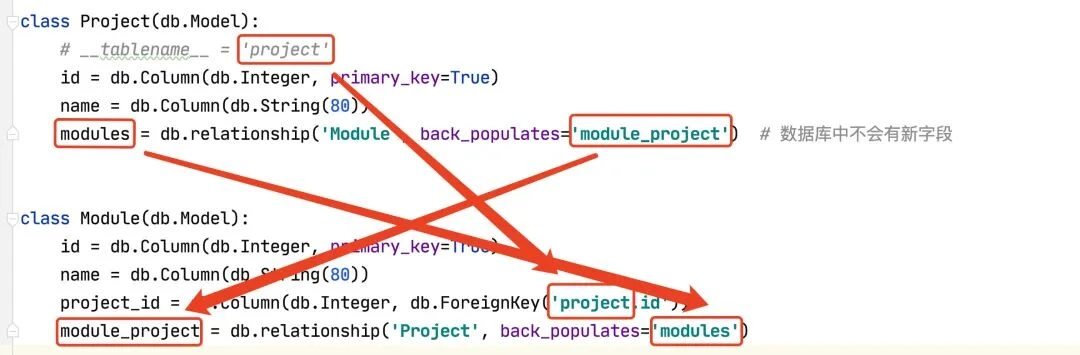 class Project(db.Model):
# __tablename__ = 'project'
id = db.Column(db.Integer, primary_key=True)
name = db.Column(db.String(80))
modules = db.relationship('Module , back_populates='module_project') # 数据库中不会有新字段
class Module(db.Model):
id = db.Column(db.Integer, primary_key=True)
name = db.Column(db.String(80))
project_id = .Column(db.Integer, db.ForeignKey('project.id'))
module_project = db.relationship('Project', back_populates='modules')